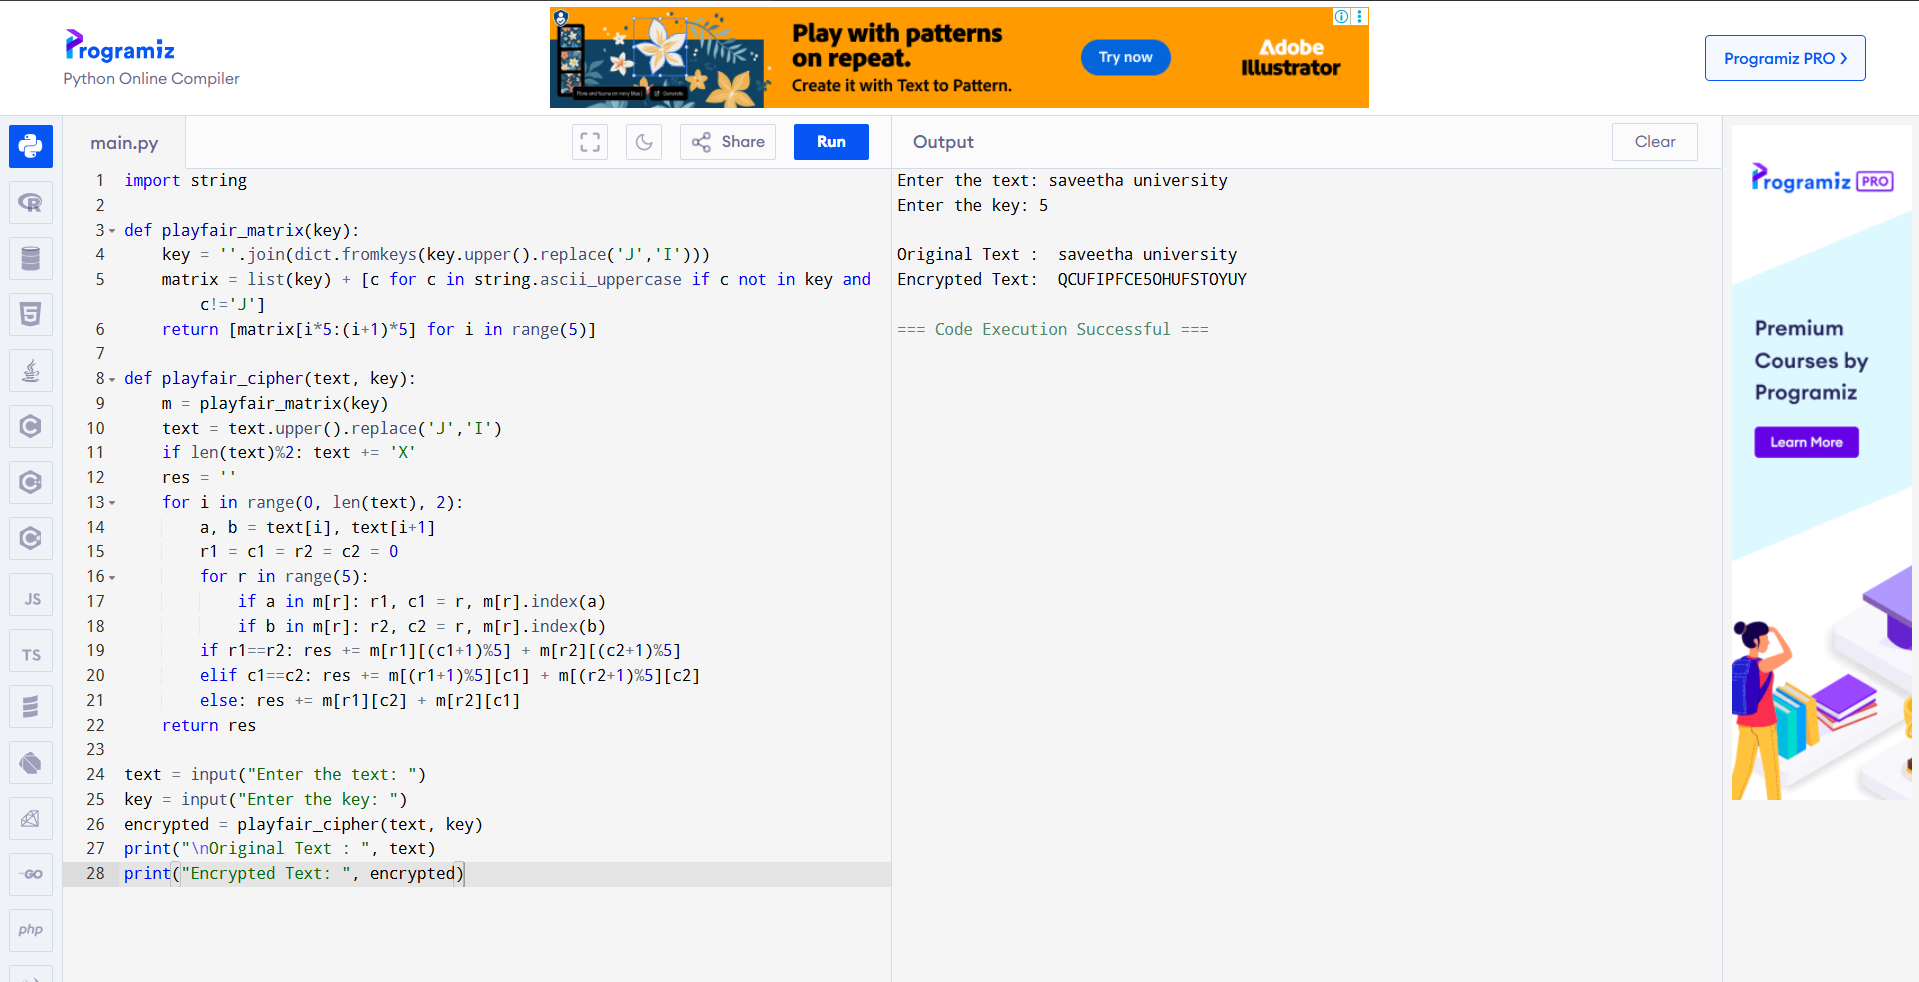 Programiz
Python Online Compiler
Play with patterns
on repeat.
Create it with Text to Pattern.
Try now
Adobe
Illustrator
Flora and fauna on navy blue
Generate
Programiz PRO >
main.py
Share
Run
Output
Clear
1 import string
2
3 def playfair_matrix(key):
4     key = ''.join(dict.fromkeys(key.upper().replace('J','I')))
5     matrix = list(key) + [c for c in string.ascii_uppercase if c not in key and
        c!='J']
6     return [matrix[i*5:(i+1)*5] for i in range(5)]
7
8 def playfair_cipher(text, key):
9     m = playfair_matrix(key)
10     text = text.upper().replace('J','I')
11     if len(text)%2: text += 'X'
12     res = ''
13     for i in range(0, len(text), 2):
14         a, b = text[i], text[i+1]
15         r1 = c1 = r2 = c2 = 0
16         for r in range(5):
17             if a in m[r]: r1, c1 = r, m[r].index(a)
18             if b in m[r]: r2, c2 = r, m[r].index(b)
19         if r1==r2: res += m[r1][(c1+1)%5] + m[r2][(c2+1)%5]
20         elif c1==c2: res += m[(r1+1)%5][c1] + m[(r2+1)%5][c2]
21         else: res += m[r1][c2] + m[r2][c1]
22     return res
23
24 text = input("Enter the text: ")
25 key = input("Enter the key: ")
26 encrypted = playfair_cipher(text, key)
27 print("\nOriginal Text : ", text)
28 print("Encrypted Text: ", encrypted)
Enter the text: saveetha university
Enter the key: 5
Original Text :  saveetha university
Encrypted Text:  QCUFIPFCE5OHUFSTOYUY
=== Code Execution Successful ===
Programiz PRO
Premium
Courses by
Programiz
Learn More
JS
TS
GO
php